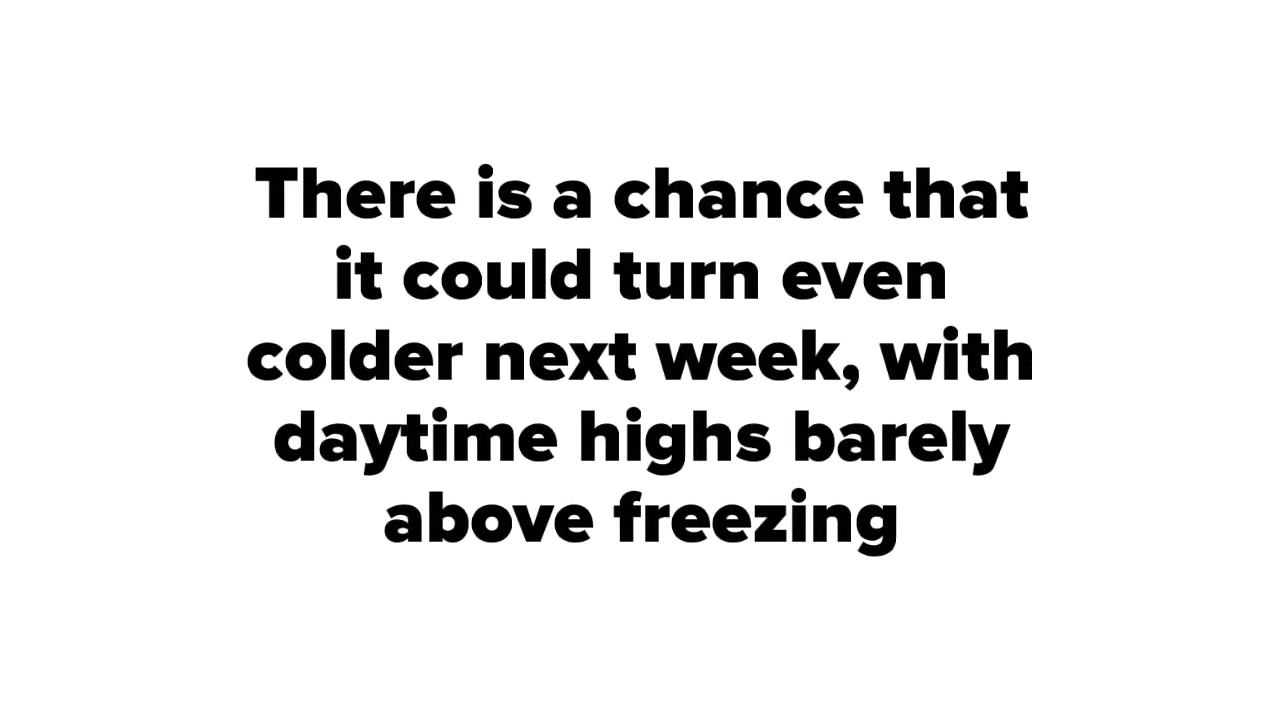 There is a chance that
it could turn even
colder next week, with
daytime highs barely
above freezing